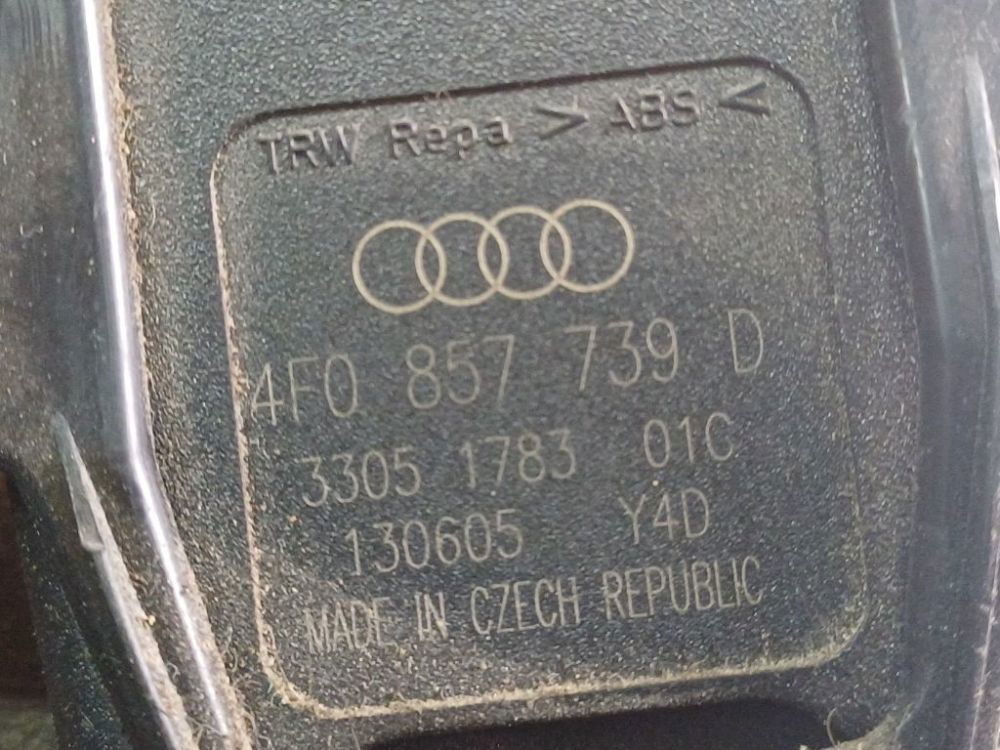 TRW Repa > ABS <
4F0 857 739 D
3305 1783 01C
130605 Y4D
MADE IN CZECH REPUBLIC